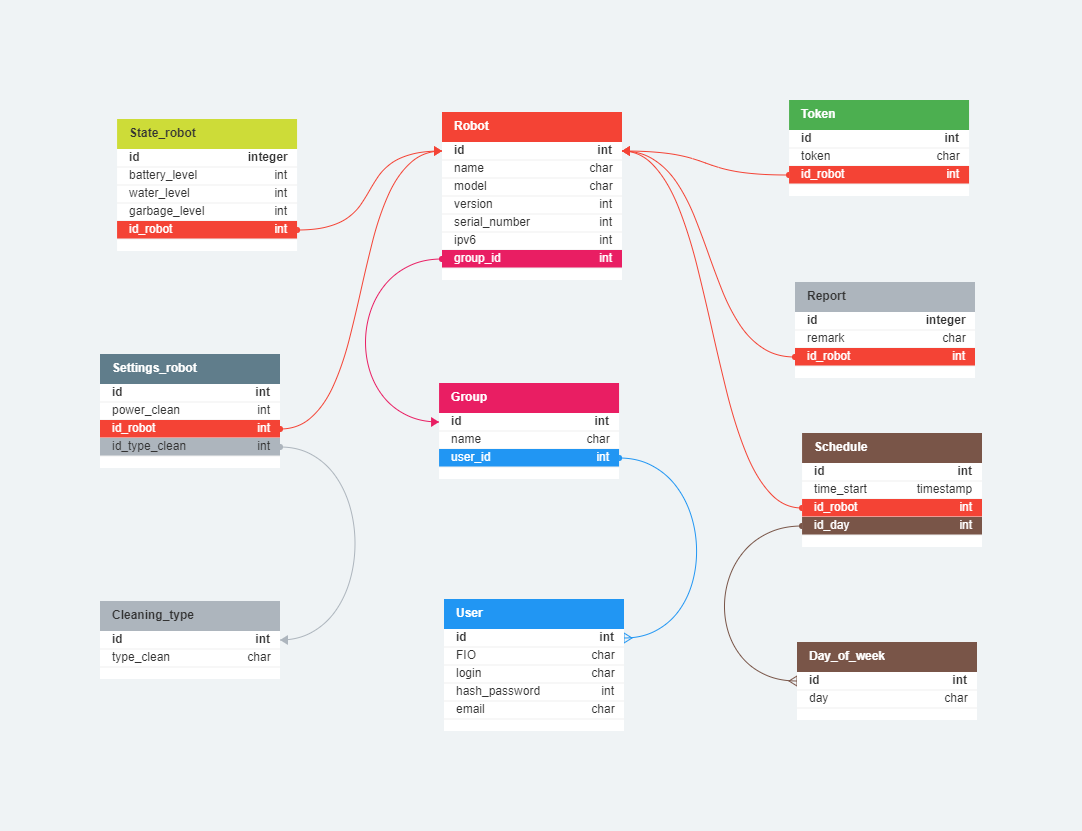 State_robot
id integer
battery_level int
water_level int
garbage_level int
id_robot int
Robot
id int
name char
model char
version int
serial_number int
ipv6 int
group_id int
Token
id int
token char
id_robot int
Report
id integer
remark char
id_robot int
Settings_robot
id int
power_clean int
id_robot int
id_type_clean int
Group
id int
name char
user_id int
Schedule
id int
time_start timestamp
id_robot int
id_day int
Cleaning_type
id int
type_clean char
User
id int
FIO char
login char
hash_password int
email char
Day_of_week
id int
day char